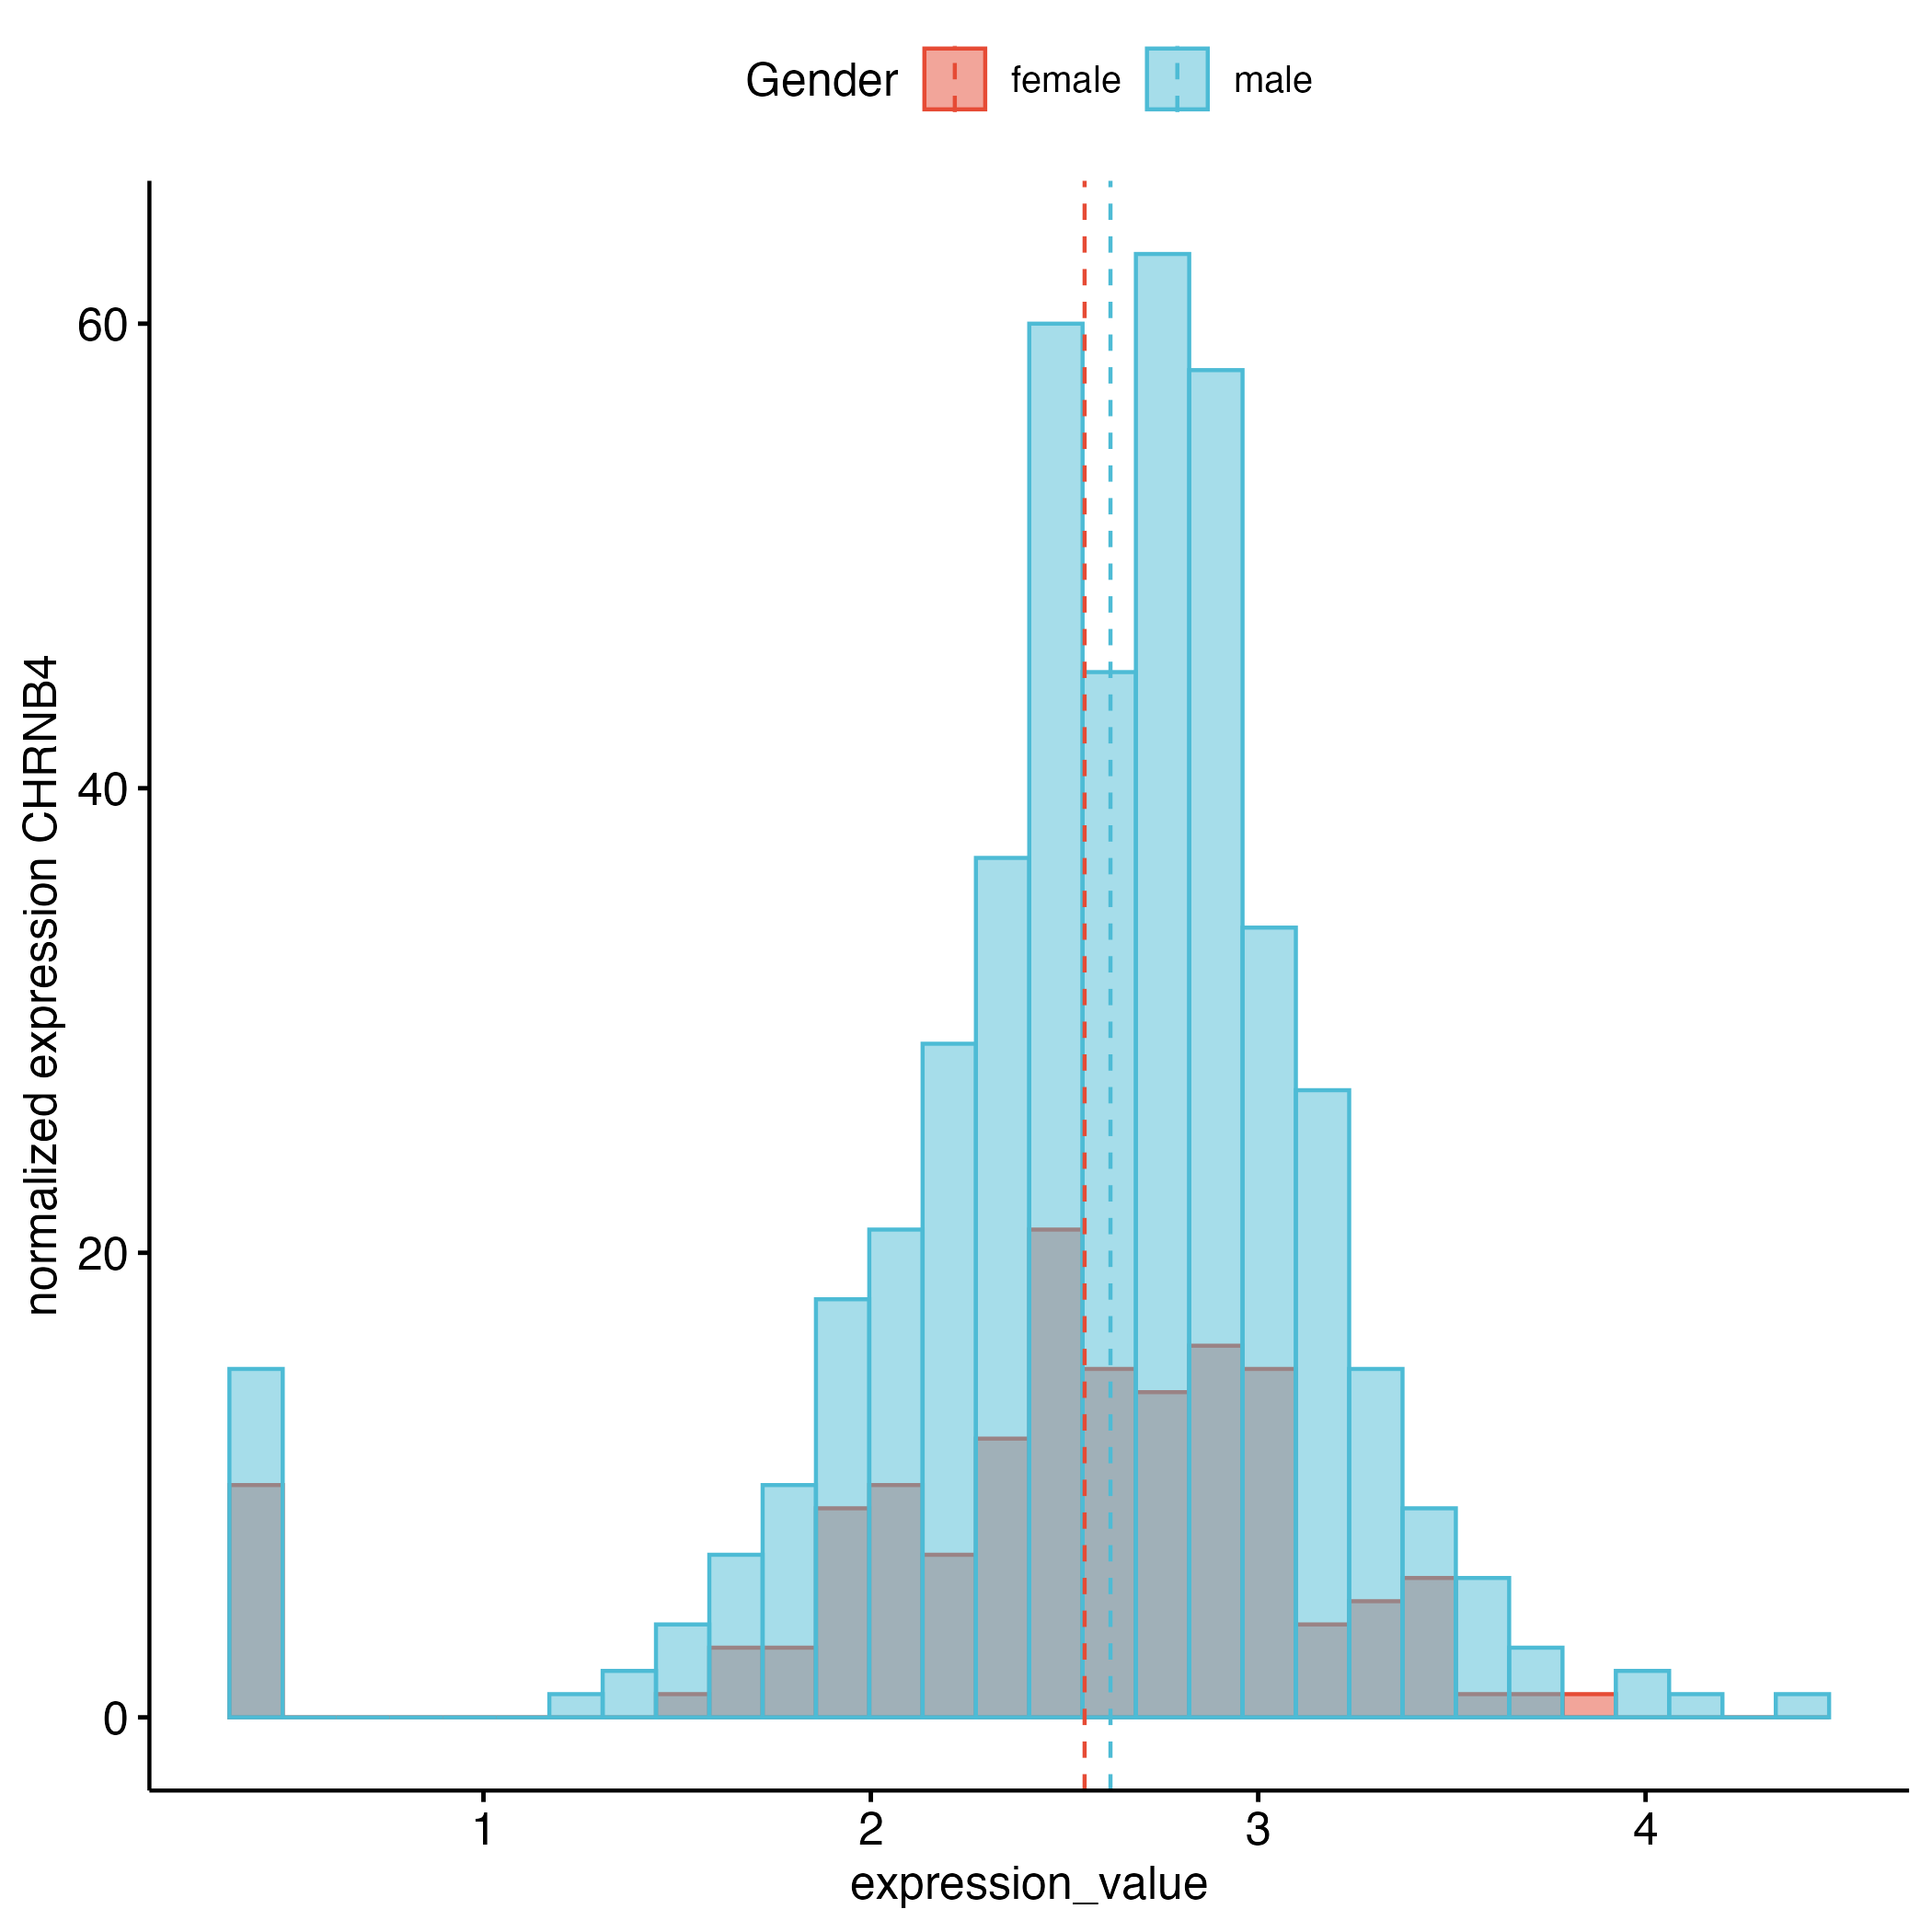 Gender female male
normalized expression CHRNB4
60
40
20
0
1 2 3 4
expression_value